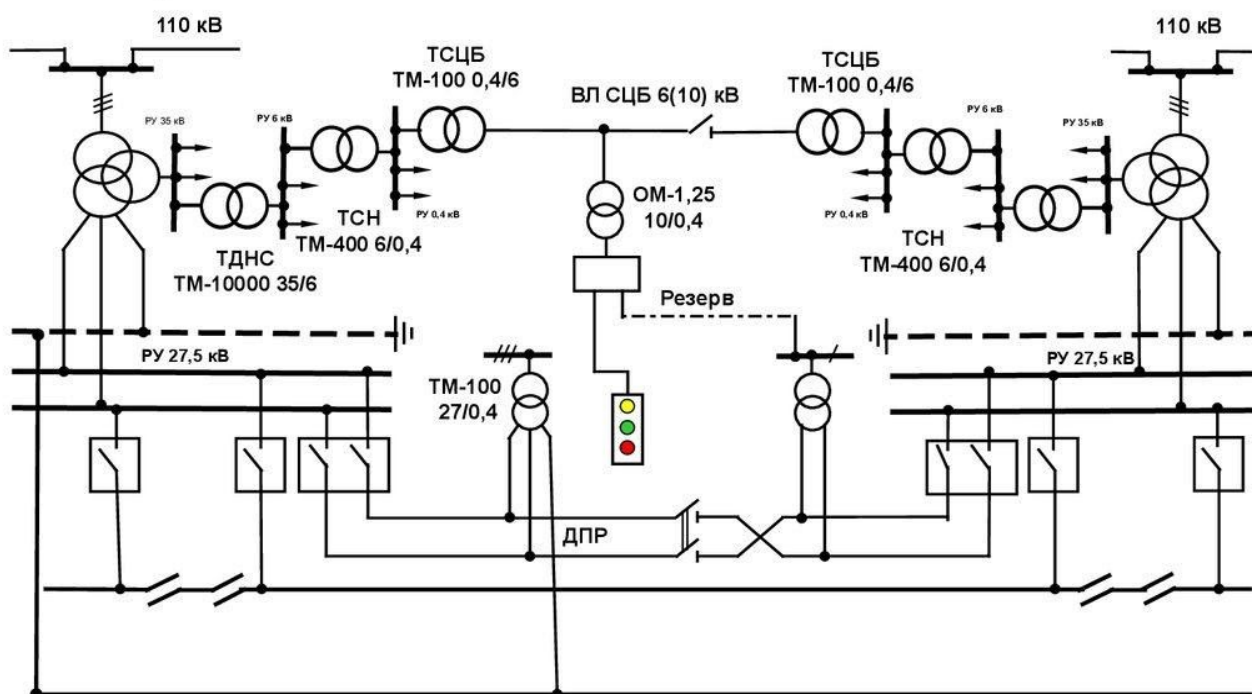 110 кВ
110 кВ
ТСЦБ
ТМ-100 0,4/6
ТСЦБ
ТМ-100 0,4/6
ВЛ СЦБ 6(10) кВ
РУ 35 кВ
РУ 6 кВ
РУ 6 кВ
РУ 35 кВ
РУ 0,4 кВ
РУ 0,4 кВ
ОМ-1,25
10/0,4
ТСН
ТМ-400 6/0,4
ТСН
ТМ-400 6/0,4
ТДНС
ТМ-10000 35/6
Резерв
РУ 27,5 кВ
РУ 27,5 кВ
ТМ-100
27/0,4
ДПР